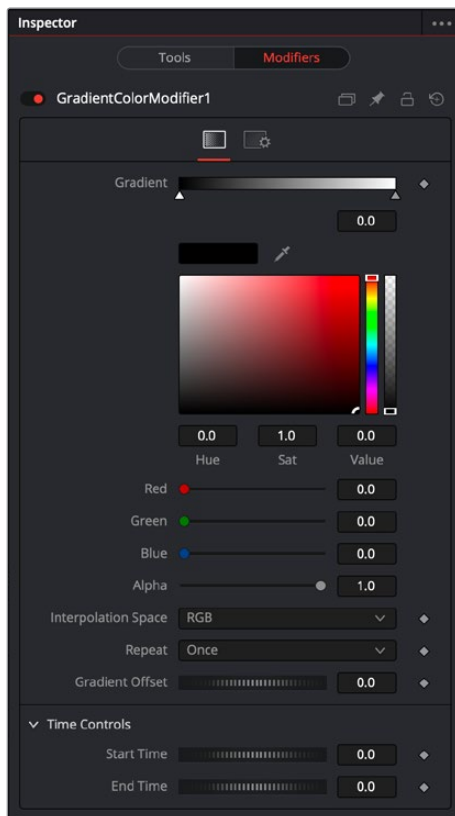 Inspector
Tools Modifiers
GradientColorModifier1
Gradient
0.0
0.0 1.0 0.0
Hue Sat Value
Red 0.0
Green 0.0
Blue 0.0
Alpha 1.0
Interpolation Space RGB
Repeat Once
Gradient Offset 0.0
Time Controls
Start Time 0.0
End Time 0.0